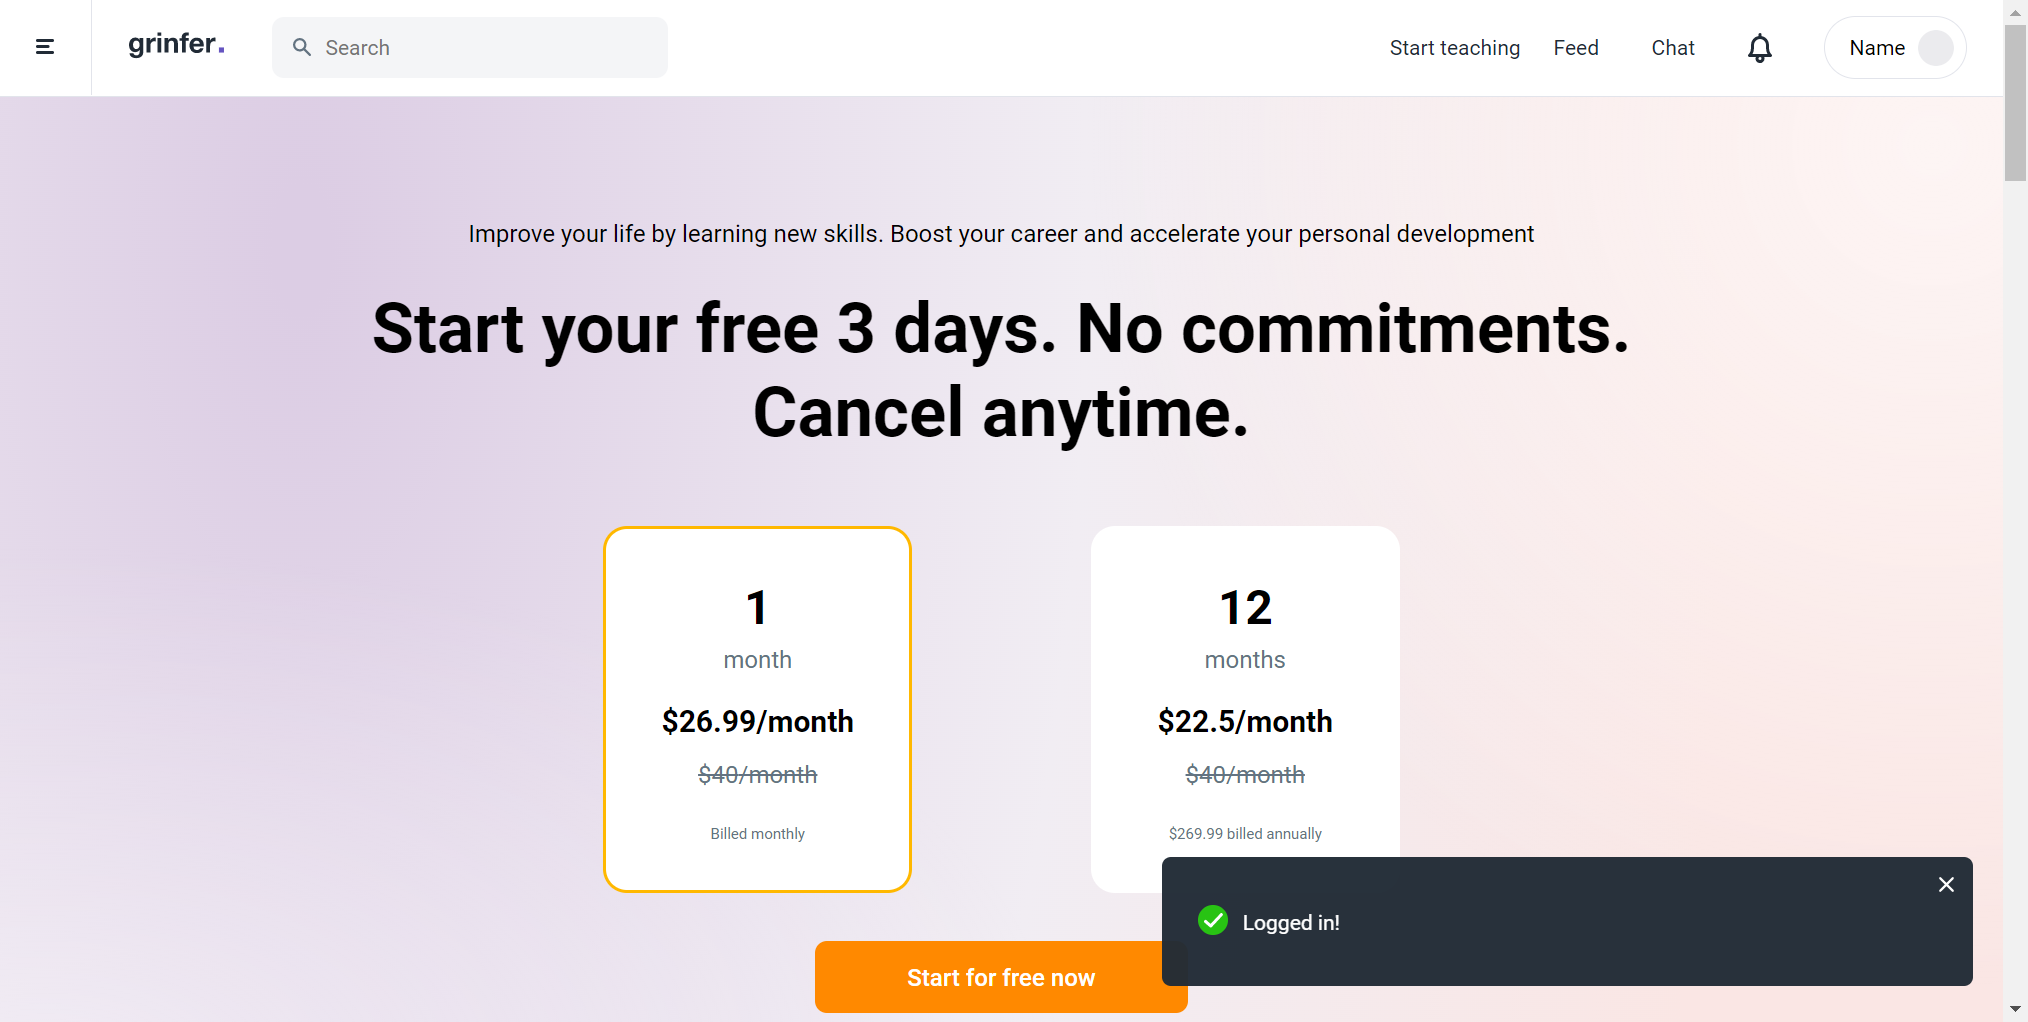 grinfer.
Search
Start teaching
Feed
Chat
Name
Improve your life by learning new skills. Boost your career and accelerate your personal development
Start your free 3 days. No commitments.
Cancel anytime.
1
month
$26.99/month
$40/month
Billed monthly
12
months
$22.5/month
$40/month
$269.99 billed annually
Logged in!
Start for free now